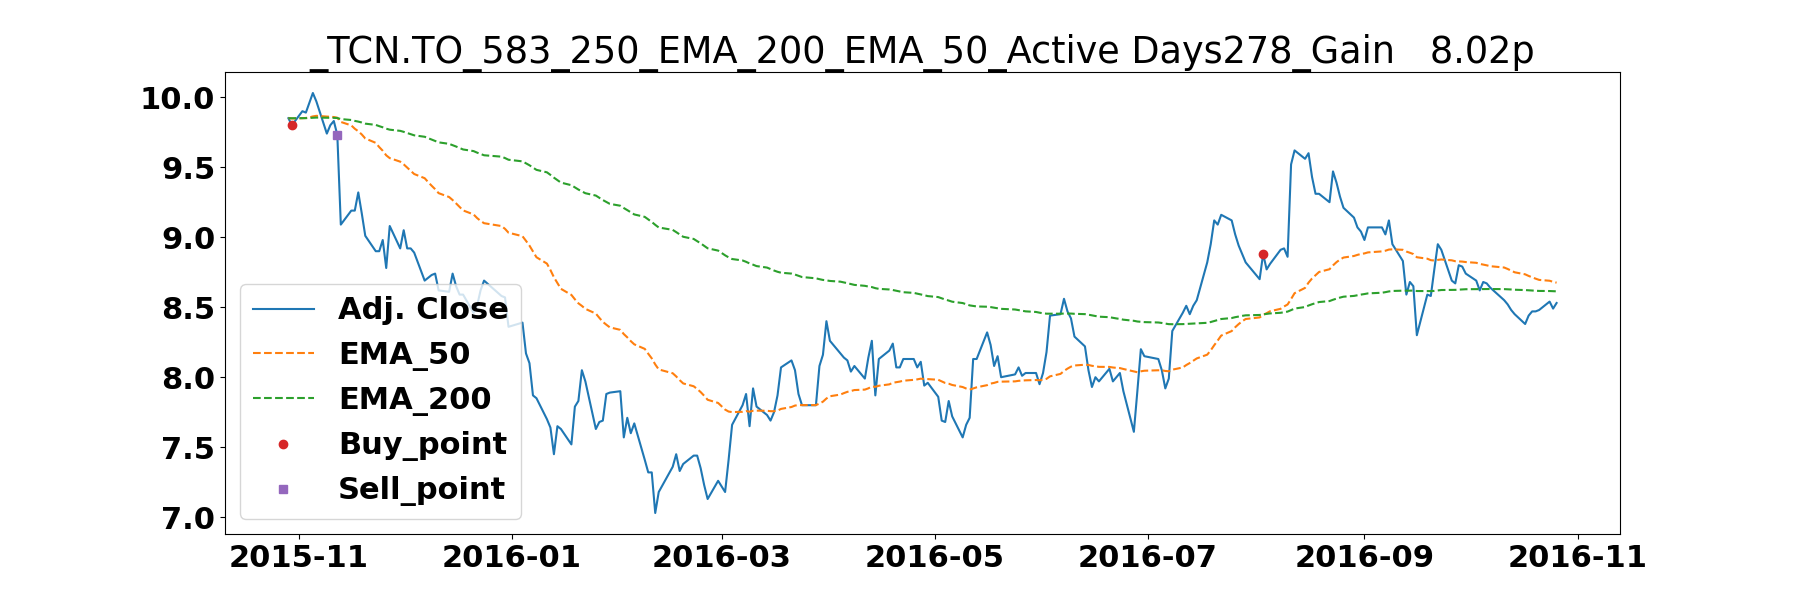 _TCN.TO_583_250_EMA_200_EMA_50_Active Days278_Gain   8.02p
10.0
9.5
9.0
8.5
8.0
7.5
7.0
Adj. Close
EMA_50
EMA_200
Buy_point
Sell_point
2015-11 2016-01 2016-03 2016-05 2016-07 2016-09 2016-11